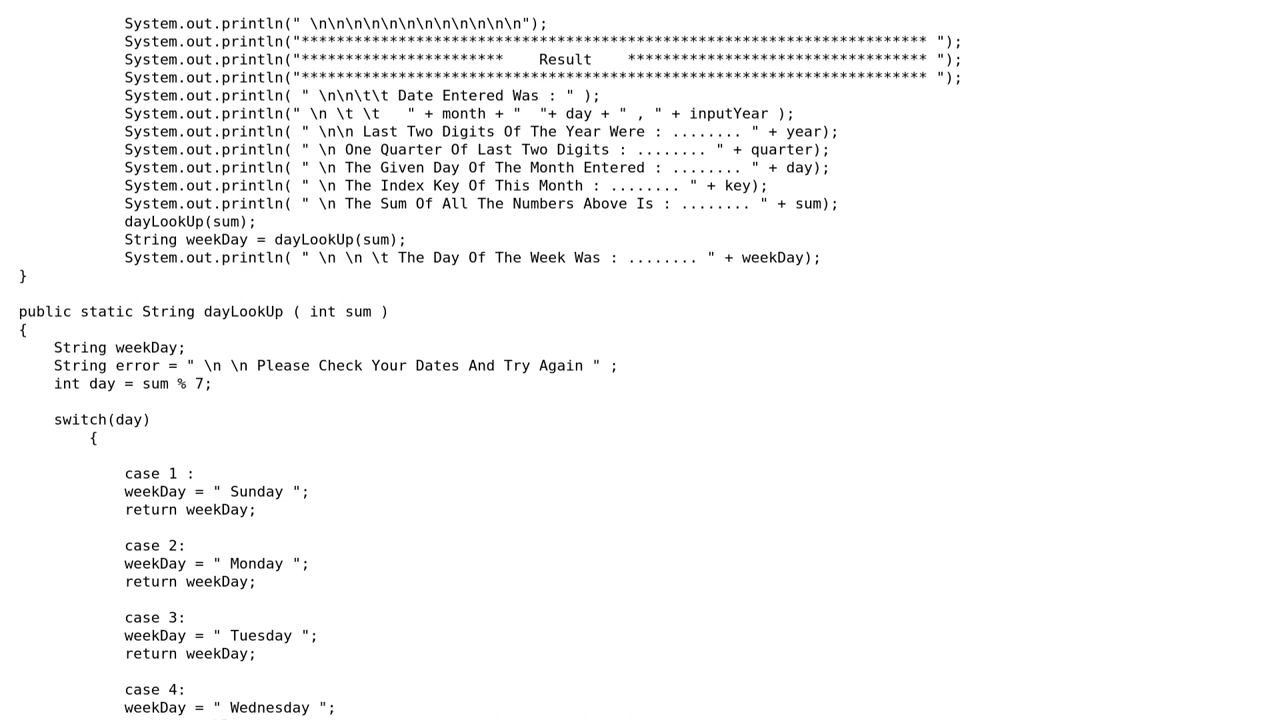 System.out.println(" \n\n\n\n\n\n\n\n\n\n\n\n");
System.out.println("*********************************************************************** ");
System.out.println("***********************    Result    ********************************** ");
System.out.println("*********************************************************************** ");
System.out.println( " \n\n\t\t Date Entered Was : " );
System.out.println(" \n \t \t   " + month + "  "+ day + " , " + inputYear );
System.out.println( " \n\n Last Two Digits Of The Year Were : ........ " + year);
System.out.println( " \n One Quarter Of Last Two Digits : ........ " + quarter);
System.out.println( " \n The Given Day Of The Month Entered : ........ " + day);
System.out.println( " \n The Index Key Of This Month : ........ " + key);
System.out.println( " \n The Sum Of All The Numbers Above Is : ........ " + sum);
dayLookUp(sum);
String weekDay = dayLookUp(sum);
System.out.println( " \n \n \t The Day Of The Week Was : ........ " + weekDay);
}
public static String dayLookUp ( int sum )
{
String weekDay;
String error = " \n \n Please Check Your Dates And Try Again " ;
int day = sum % 7;
switch(day)
{
case 1 :
weekDay = " Sunday ";
return weekDay;
case 2:
weekDay = " Monday ";
return weekDay;
case 3:
weekDay = " Tuesday ";
return weekDay;
case 4:
weekDay = " Wednesday ";